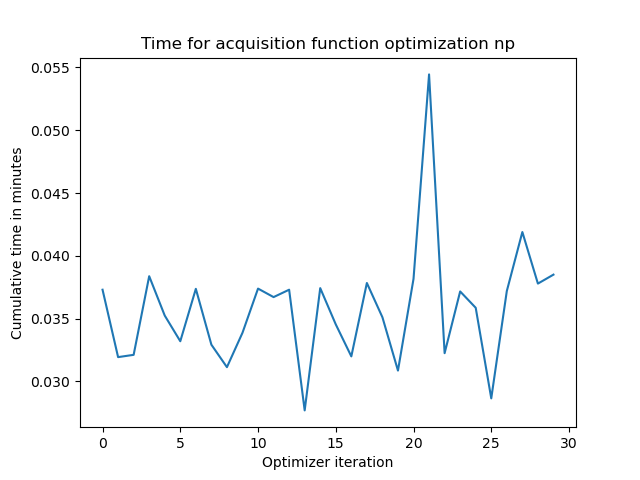 Time for acquisition function optimization np
Cumulative time in minutes
0.055
0.050
0.045
0.040
0.035
0.030
0 5 10 15 20 25 30
Optimizer iteration